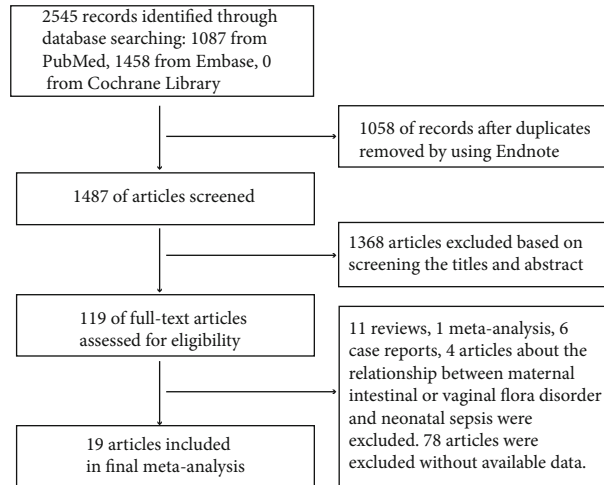 2545 records identified through
database searching: 1087 from
PubMed, 1458 from Embase, 0
from Cochrane Library
1058 of records after duplicates
removed by using Endnote
1487 of articles screened
1368 articles excluded based on
screening the titles and abstract
119 of full-text articles
assessed for eligibility
11 reviews, 1 meta-analysis, 6
case reports, 4 articles about the
relationship between maternal
intestinal or vaginal flora disorder
and neonatal sepsis were
excluded. 78 articles were
excluded without available data.
19 articles included
in final meta-analysis